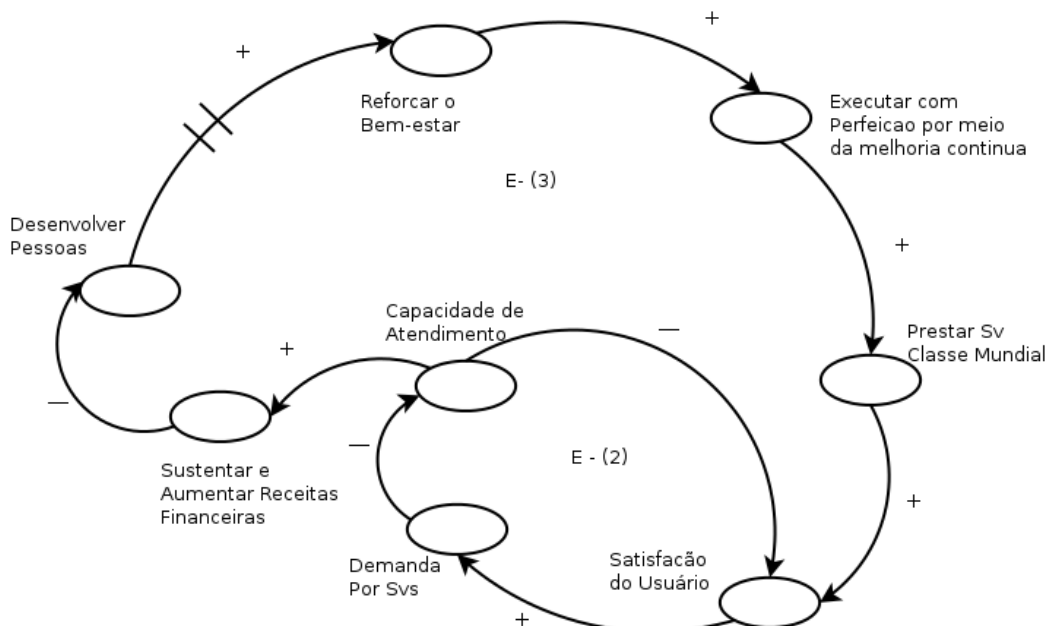 +
+
Reforcar o
Bem-estar
Executar com
Perfeicao por meio
da melhoria continua
E- (3)
Desenvolver
Pessoas
+
Capacidade de
Atendimento
—
+
Prestar Sv
Classe Mundial
—
—
E - (2)
Sustentar e
Aumentar Receitas
Financeiras
+
Demanda
Por Svs
Satisfacão
do Usuário
+